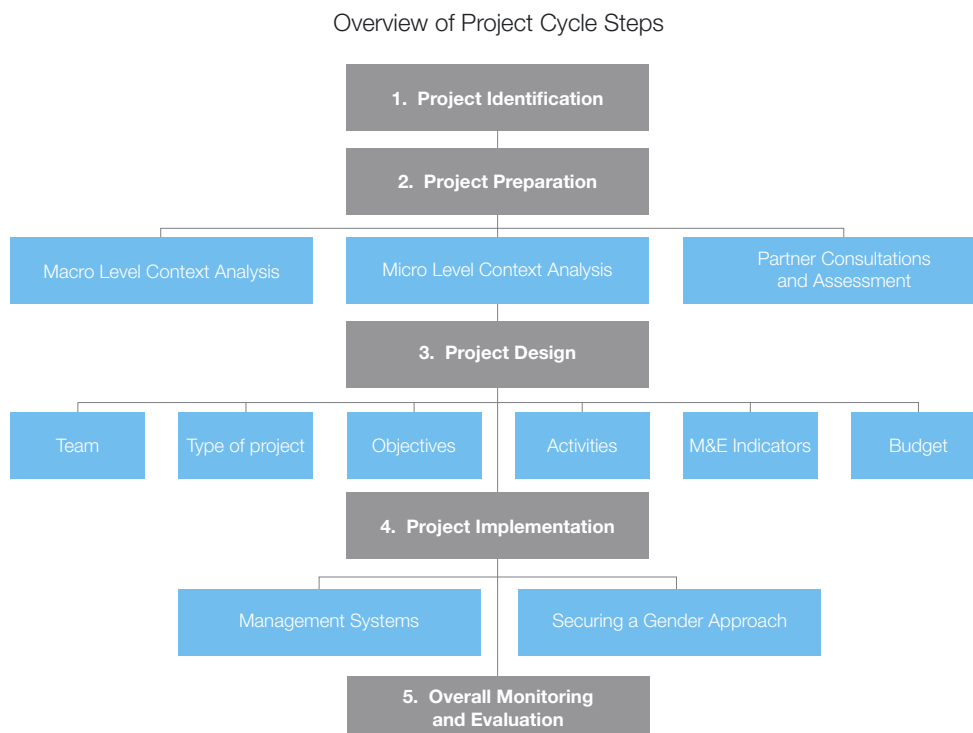 Overview of Project Cycle Steps
1. Project Identification
2. Project Preparation
Macro Level Context Analysis
Micro Level Context Analysis
Partner Consultations
and Assessment
3. Project Design
Team
Type of project
Objectives
Activities
M&E Indicators
Budget
4. Project Implementation
Management Systems
Securing a Gender Approach
5. Overall Monitoring
and Evaluation